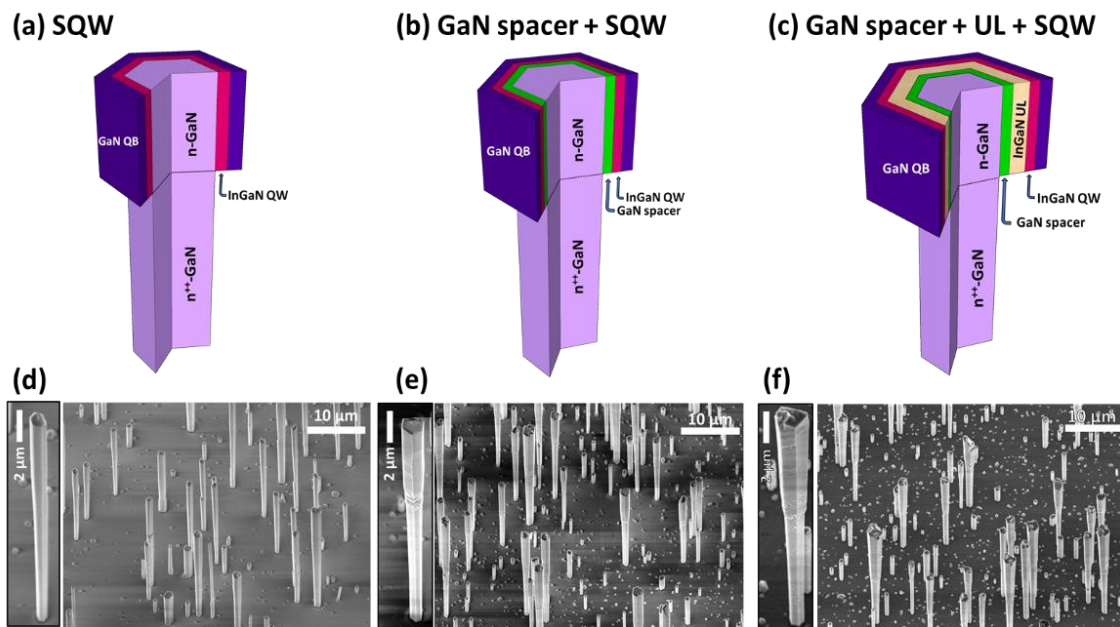 (a) SQW
(b) GaN spacer + SQW
(c) GaN spacer + UL + SQW
GaN QB
n-GaN
InGaN QW
n⁺⁺-GaN
GaN QB
n-GaN
InGaN QW
GaN spacer
n⁺⁺-GaN
GaN QB
n-GaN
InGaN UL
InGaN QW
GaN spacer
n⁺⁺-GaN
(d)
(e)
(f)
2 µm
10 µm
2 µm
10 µm
2 µm
10 µm